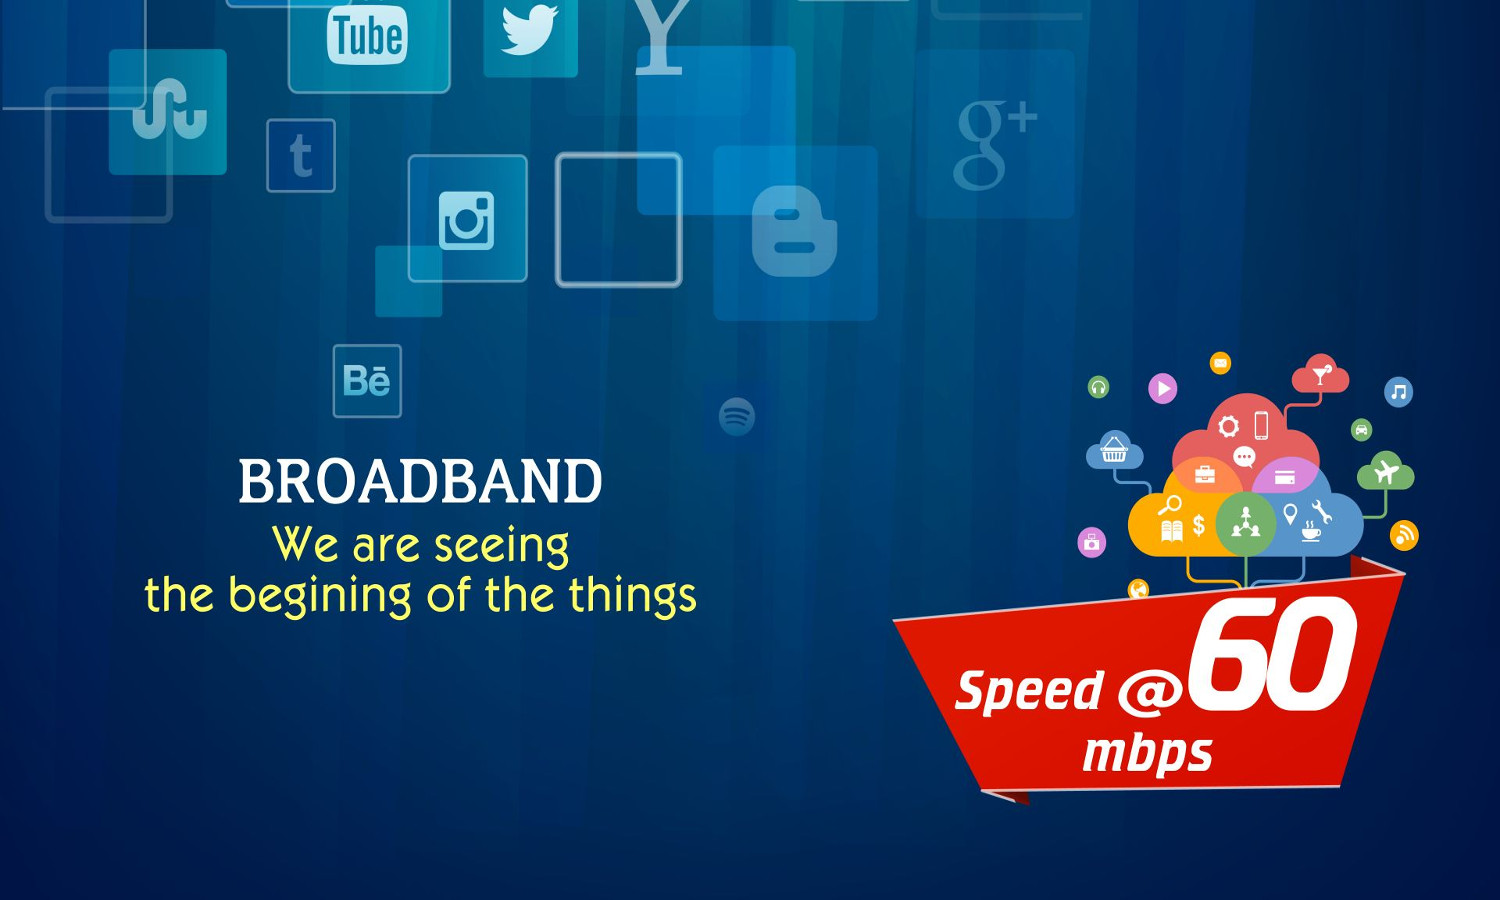 Tube
Y
t
g+
Bē
BROADBAND
We are seeing
the begining of the things
$
Speed @60
mbps